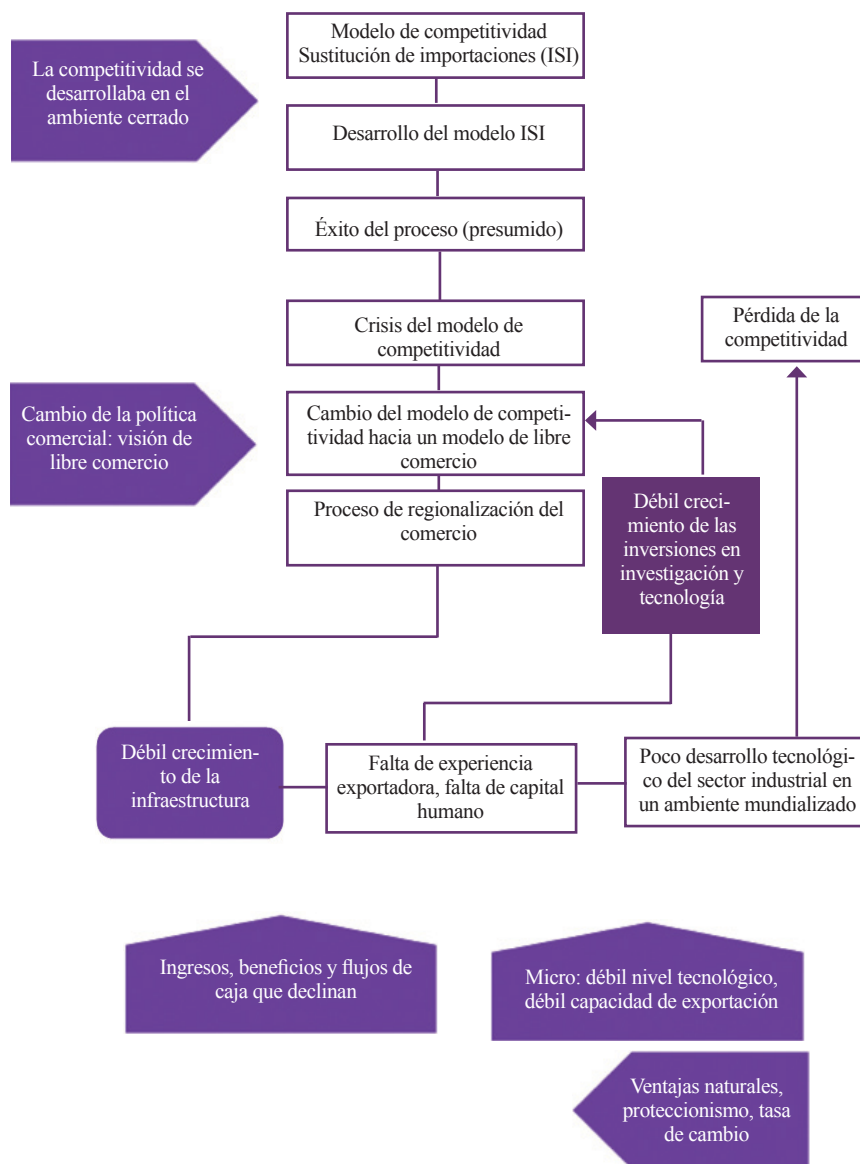 Modelo de competitividad
Sustitución de importaciones (ISI)
La competitividad se
desarrollaba en el
ambiente cerrado
Desarrollo del modelo ISI
Éxito del proceso (presumido)
Crisis del modelo de
competitividad
Pérdida de la
competitividad
Cambio de la política
comercial: visión de
libre comercio
Cambio del modelo de competi-
tividad hacia un modelo de libre
comercio
Proceso de regionalización del
comercio
Débil creci-
miento de las
inversiones en
investigación y
tecnología
Débil crecimien-
to de la
infraestructura
Falta de experiencia
exportadora, falta de capital
humano
Poco desarrollo tecnológi-
co del sector industrial en
un ambiente mundializado
Ingresos, beneficios y flujos de
caja que declinan
Micro: débil nivel tecnológico,
débil capacidad de exportación
Ventajas naturales,
proteccionismo, tasa
de cambio